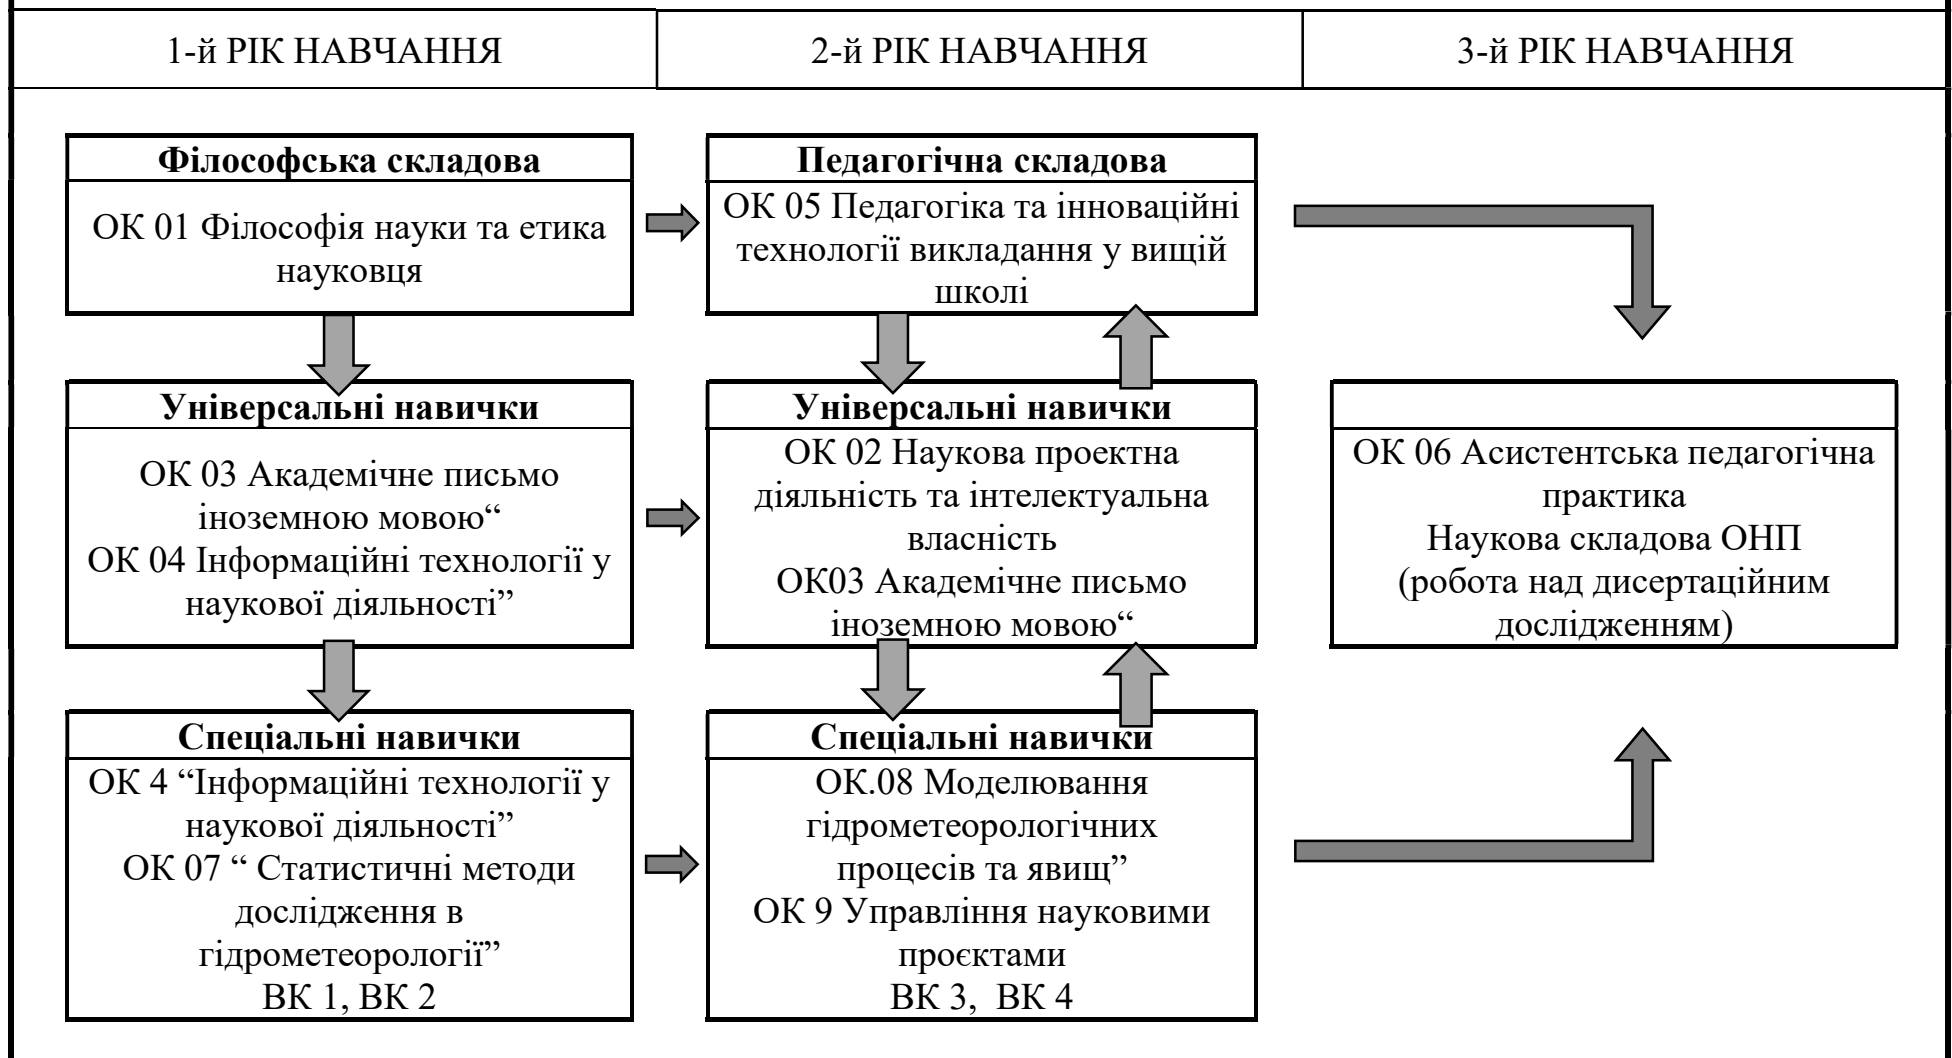 1-й РІК НАВЧАННЯ
2-й РІК НАВЧАННЯ
3-й РІК НАВЧАННЯ
Філософська складова
ОК 01 Філософія науки та етика
науковця
Педагогічна складова
ОК 05 Педагогіка та інноваційні
технології викладання у вищій
школі
Універсальні навички
ОК 03 Академічне письмо
іноземною мовою“
ОК 04 Інформаційні технології у
наукової діяльності”
Універсальні навички
ОК 02 Наукова проектна
діяльність та інтелектуальна
власність
ОК03 Академічне письмо
іноземною мовою“
ОК 06 Асистентська педагогічна
практика
Наукова складова ОНП
(робота над дисертаційним
дослідженням)
Спеціальні навички
ОК 4 “Інформаційні технології у
наукової діяльності”
ОК 07 “ Статистичні методи
дослідження в
гідрометеорології”
ВК 1, ВК 2
Спеціальні навички
ОК.08 Моделювання
гідрометеорологічних
процесів та явищ”
ОК 9 Управління науковими
проєктами
ВК 3,  ВК 4